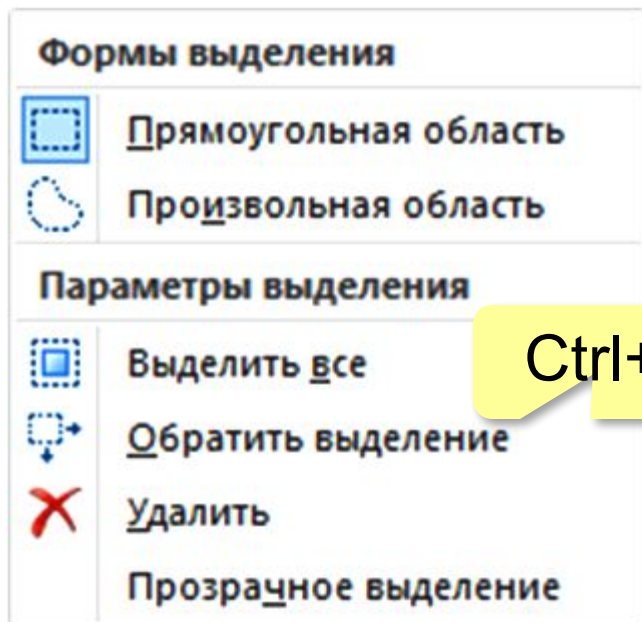 Формы выделения
Прямоугольная область
Произвольная область
Параметры выделения
Выделить все
Ctrl+
Обратить выделение
Удалить
Прозрачное выделение